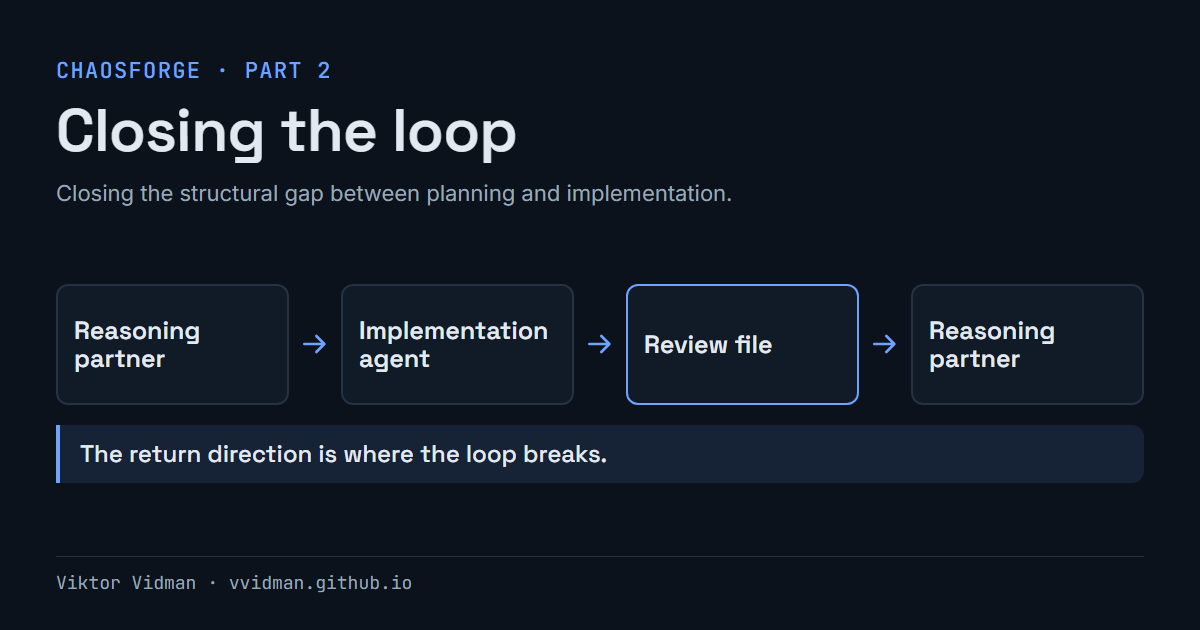 CHAOSFORGE · PART 2
Closing the loop
Closing the structural gap between planning and implementation.
Reasoning
partner
→
Implementation
agent
→
Review file
→
Reasoning
partner
The return direction is where the loop breaks.
Viktor Vidman · vvidman.github.io